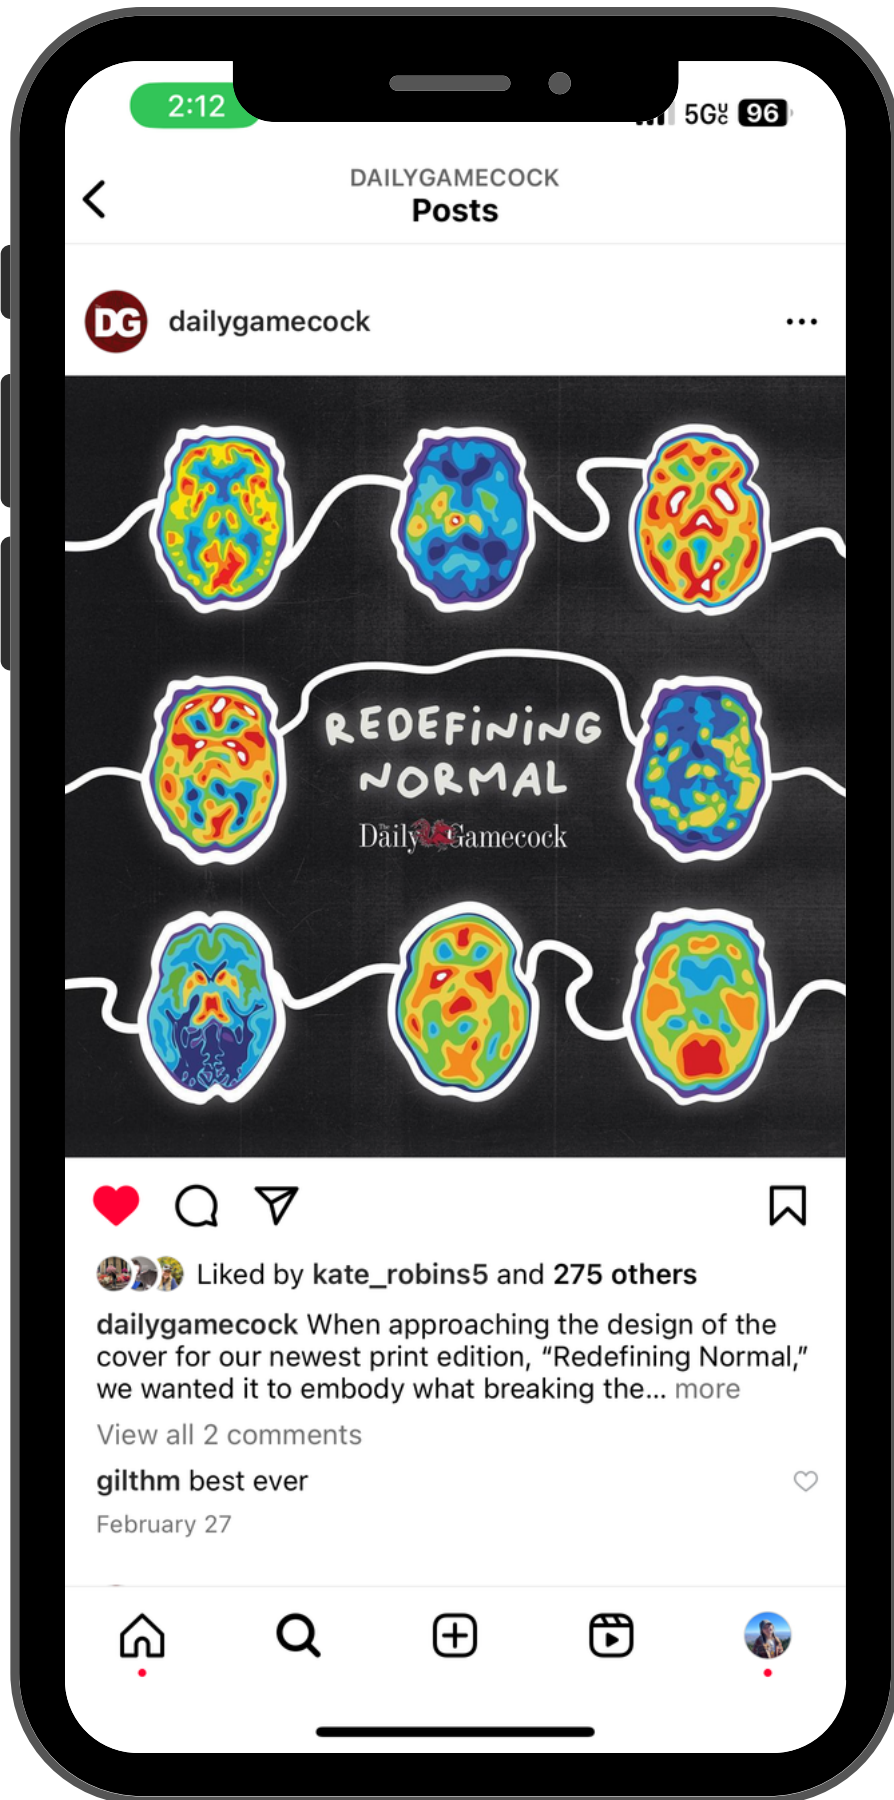 2:12
5G UC 96
DAILYGAMECOCK
Posts
DG dailygamecock
REDEFiNiNG
NORMAL
The Daily Gamecock
Liked by kate_robins5 and 275 others
dailygamecock When approaching the design of the
cover for our newest print edition, “Redefining Normal,”
we wanted it to embody what breaking the... more
View all 2 comments
gilthm best ever
February 27